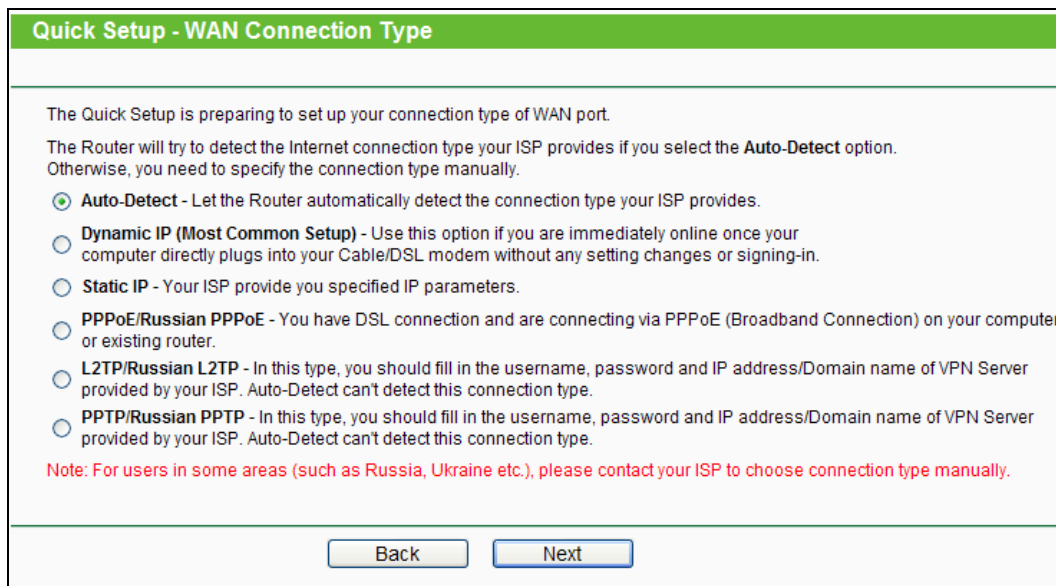 Quick Setup - WAN Connection Type
The Quick Setup is preparing to set up your connection type of WAN port.
The Router will try to detect the Internet connection type your ISP provides if you select the Auto-Detect option.
Otherwise, you need to specify the connection type manually.
Auto-Detect - Let the Router automatically detect the connection type your ISP provides.
Dynamic IP (Most Common Setup) - Use this option if you are immediately online once your
computer directly plugs into your Cable/DSL modem without any setting changes or signing-in.
Static IP - Your ISP provide you specified IP parameters.
PPPoE/Russian PPPoE - You have DSL connection and are connecting via PPPoE (Broadband Connection) on your computer
or existing router.
L2TP/Russian L2TP - In this type, you should fill in the username, password and IP address/Domain name of VPN Server
provided by your ISP. Auto-Detect can't detect this connection type.
PPTP/Russian PPTP - In this type, you should fill in the username, password and IP address/Domain name of VPN Server
provided by your ISP. Auto-Detect can't detect this connection type.
Note: For users in some areas (such as Russia, Ukraine etc.), please contact your ISP to choose connection type manually.
Back Next